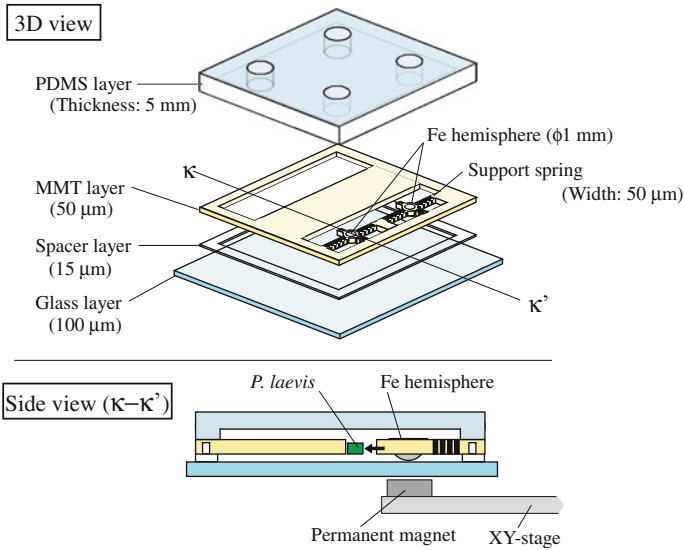 3D view
PDMS layer
(Thickness: 5 mm)
Fe hemisphere (ϕ1 mm)
κ
Support spring
(Width: 50 μm)
MMT layer
(50 μm)
Spacer layer
(15 μm)
Glass layer
(100 μm)
κ’
Side view (κ–κ’)
P. laevis
Fe hemisphere
Permanent magnet
XY-stage